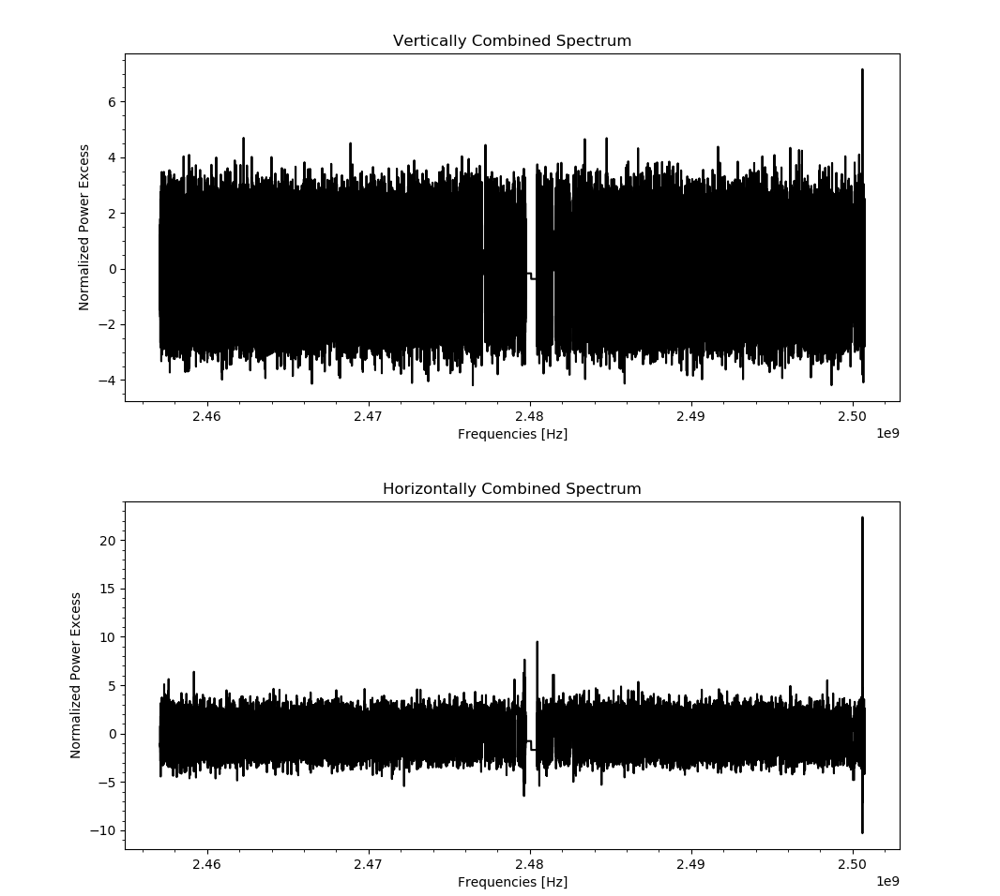 Vertically Combined Spectrum
Normalized Power Excess
6
4
2
0
−2
−4
2.46 2.47 2.48 2.49 2.50
Frequencies [Hz]
1e9
Horizontally Combined Spectrum
Normalized Power Excess
20
15
10
5
0
−5
−10
2.46 2.47 2.48 2.49 2.50
Frequencies [Hz]
1e9